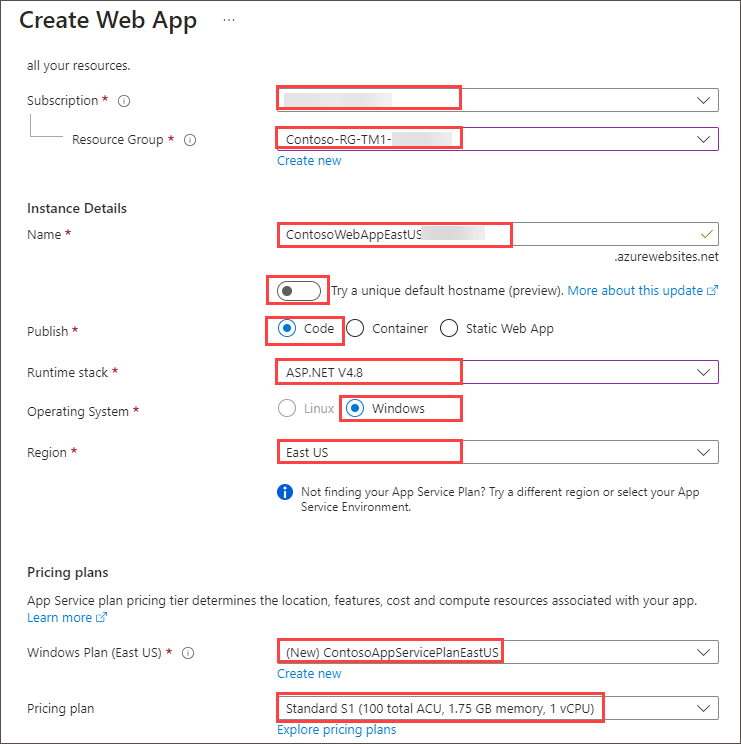 Create Web App ...
all your resources.
Subscription *
Resource Group *
Contoso-RG-TM1-
Create new
Instance Details
Name *
ContosoWebAppEastUS
.azurewebsites.net
Try a unique default hostname (preview). More about this update
Publish *
Code Container Static Web App
Runtime stack *
ASP.NET V4.8
Operating System *
Linux Windows
Region *
East US
Not finding your App Service Plan? Try a different region or select your App
Service Environment.
Pricing plans
App Service plan pricing tier determines the location, features, cost and compute resources associated with your app.
Learn more
Windows Plan (East US) *
(New) ContosoAppServicePlanEastUS
Create new
Pricing plan
Standard S1 (100 total ACU, 1.75 GB memory, 1 vCPU)
Explore pricing plans